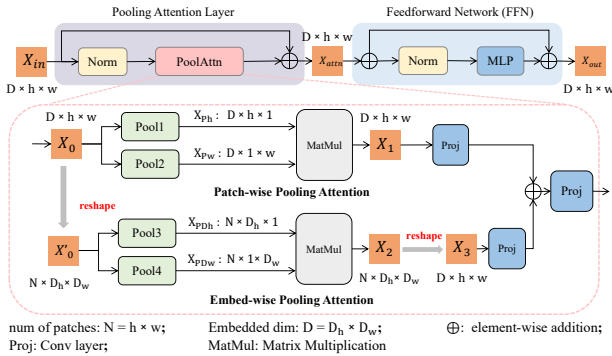 Pooling Attention Layer
Feedforward Network (FFN)
D × h × w
X_in
Norm
PoolAttn
X_attn
Norm
MLP
X_out
D × h × w
D × h × w
D × h × w
X_0
Pool1
X_Ph : D × h × 1
Pool2
X_Pw : D × 1 × w
MatMul
D × h × w
X_1
Proj
Patch-wise Pooling Attention
reshape
Proj
X'_0
N × D_h × D_w
Pool3
X_PDh : N × D_h × 1
Pool4
X_PDw : N × 1 × D_w
MatMul
X_2
N × D_h × D_w
reshape
X_3
D × h × w
Proj
Embed-wise Pooling Attention
num of patches: N = h × w; Embedded dim: D = D_h × D_w; ⊕: element-wise addition;
Proj: Conv layer; MatMul: Matrix Multiplication